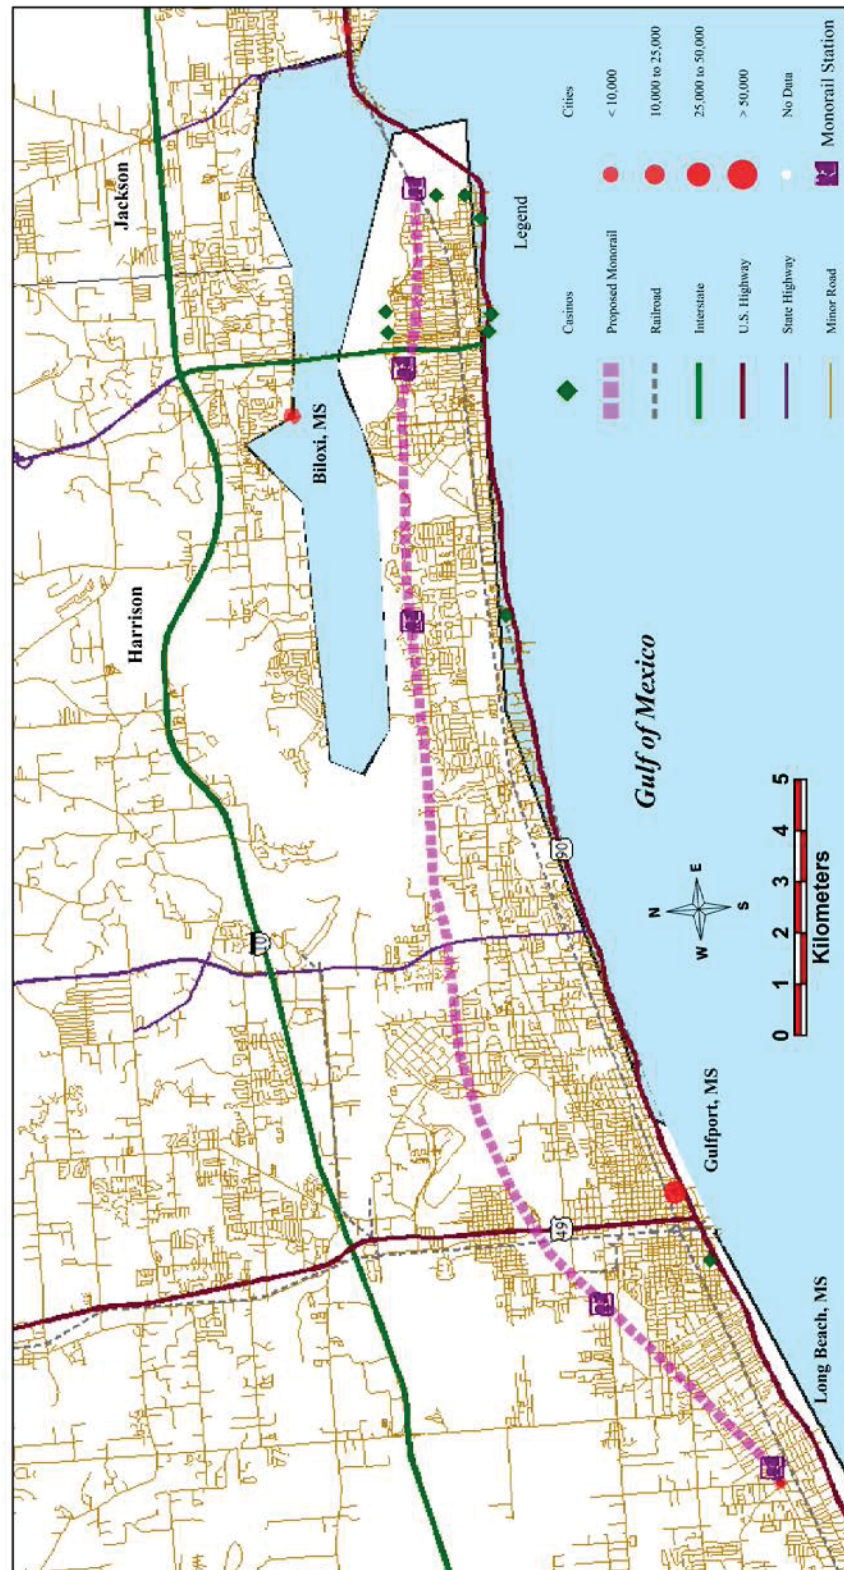 Jackson
Harrison
10
Biloxi, MS
Legend
90
49
Casinos Cities
Proposed Monorail < 10,000
Railroad 10,000 to 25,000
Interstate 25,000 to 50,000
U.S. Highway > 50,000
State Highway No Data
Minor Road Monorail Station
Gulf of Mexico
N
W E
S
Gulfport, MS
0 1 2 3 4 5
Kilometers
Long Beach, MS